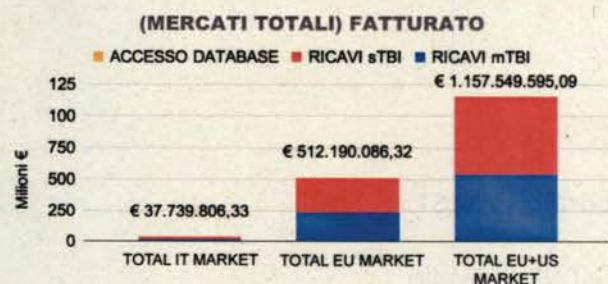 (MERCATI TOTALI) FATTURATO
ACCESSO DATABASE RICAVI sTBI RICAVI mTBI
125
100
750
500
250
0
Milioni €
€ 37.739.806,33
€ 512.190.086,32
€ 1.157.549.595,09
TOTAL IT MARKET
TOTAL EU MARKET
TOTAL EU+US
MARKET